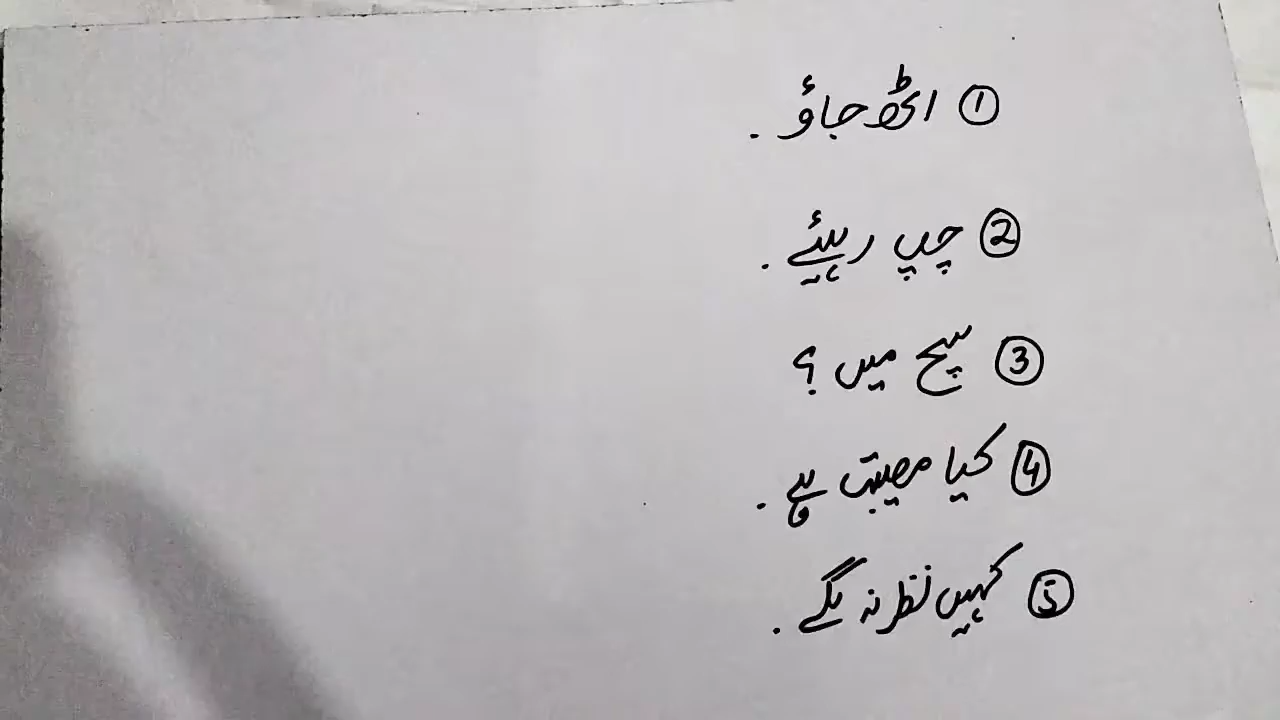 ① اٹھ جاؤ.
② چپ رہیئے.
③ سچ میں؟
④ کیا مصیبت ہے.
⑤ کہیں نظر نہ لگے.